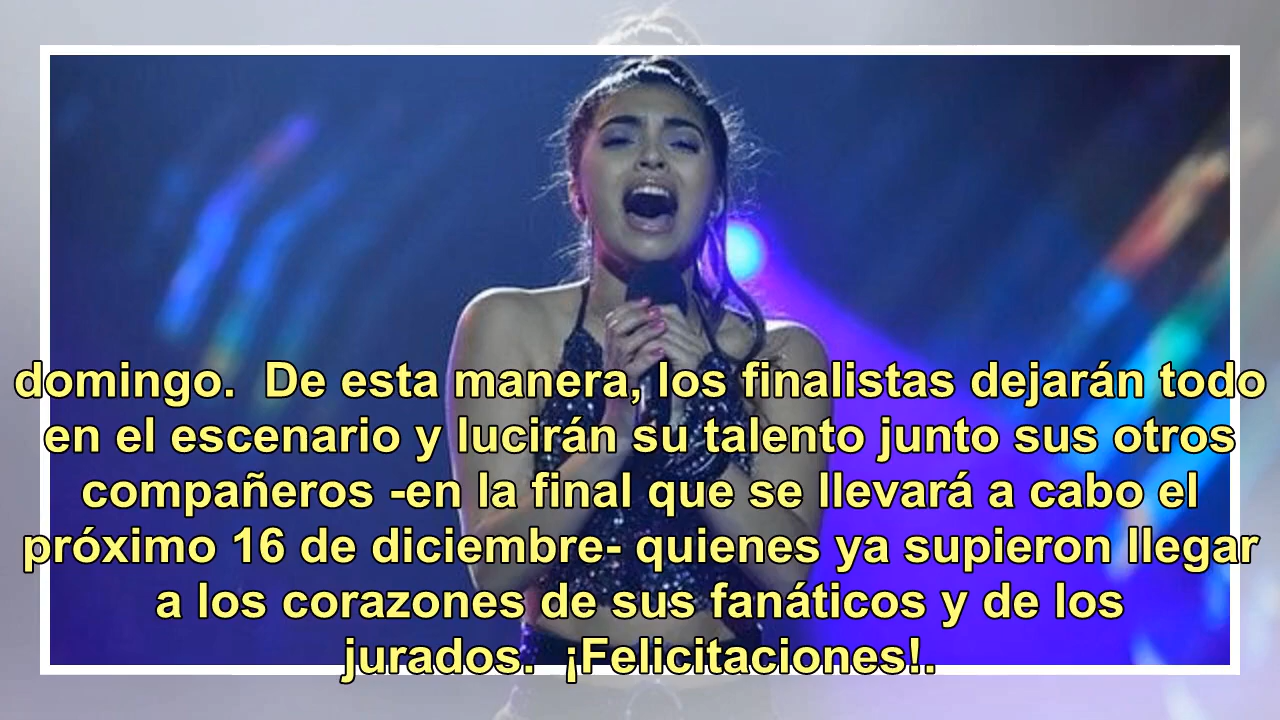 domingo.  De esta manera, los finalistas dejarán todo
en el escenario y lucirán su talento junto sus otros
compañeros -en la final que se llevará a cabo el
próximo 16 de diciembre- quienes ya supieron llegar
a los corazones de sus fanáticos y de los
jurados.  ¡Felicitaciones!.